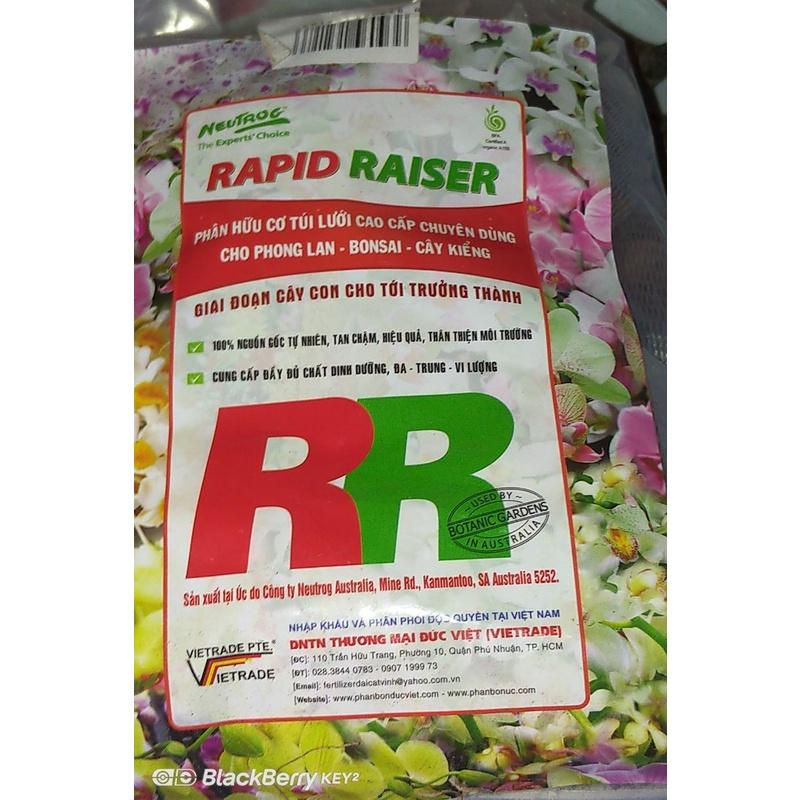 NEUTROG™
The Experts' Choice
BFA
Certified
RAPID RAISER
PHÂN HỮU CƠ TÚI LƯỚI CAO CẤP CHUYÊN DÙNG
CHO PHONG LAN - BONSAI - CÂY KIỂNG
GIAI ĐOẠN CÂY CON CHO TỚI TRƯỞNG THÀNH
100% NGUỒN GỐC TỰ NHIÊN, TAN CHẬM, HIỆU QUẢ, THÂN THIỆN MÔI TRƯỜNG
CUNG CẤP ĐẦY ĐỦ CHẤT DINH DƯỠNG, ĐA - TRUNG - VI LƯỢNG
RR
~ USED BY ~
BOTANIC GARDENS
IN AUSTRALIA
Sản xuất tại Úc do Công ty Neutrog Australia, Mine Rd., Kanmantoo, SA Australia 5252.
NHẬP KHẨU VÀ PHÂN PHỐI ĐỘC QUYỀN TẠI VIỆT NAM
VIETRADE PTE.®
VIETRADE
DNTN THƯƠNG MẠI ĐỨC VIỆT (VIETRADE)
[ĐC]: 110 Trần Hữu Trang, Phường 10, Quận Phú Nhuận, TP. HCM
[ĐT]: 028.3844 0783 - 0907 1999 73
[Email]: fertilizerdaicatvinh@yahoo.com.vn
[Website]: www.phanbonducviet.com - www.phanbonuc.com
BlackBerry KEY2